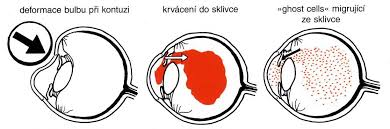 deformace bulbu při kontuzi
krvácení do sklivce
«ghost cells« migrující
ze sklivce